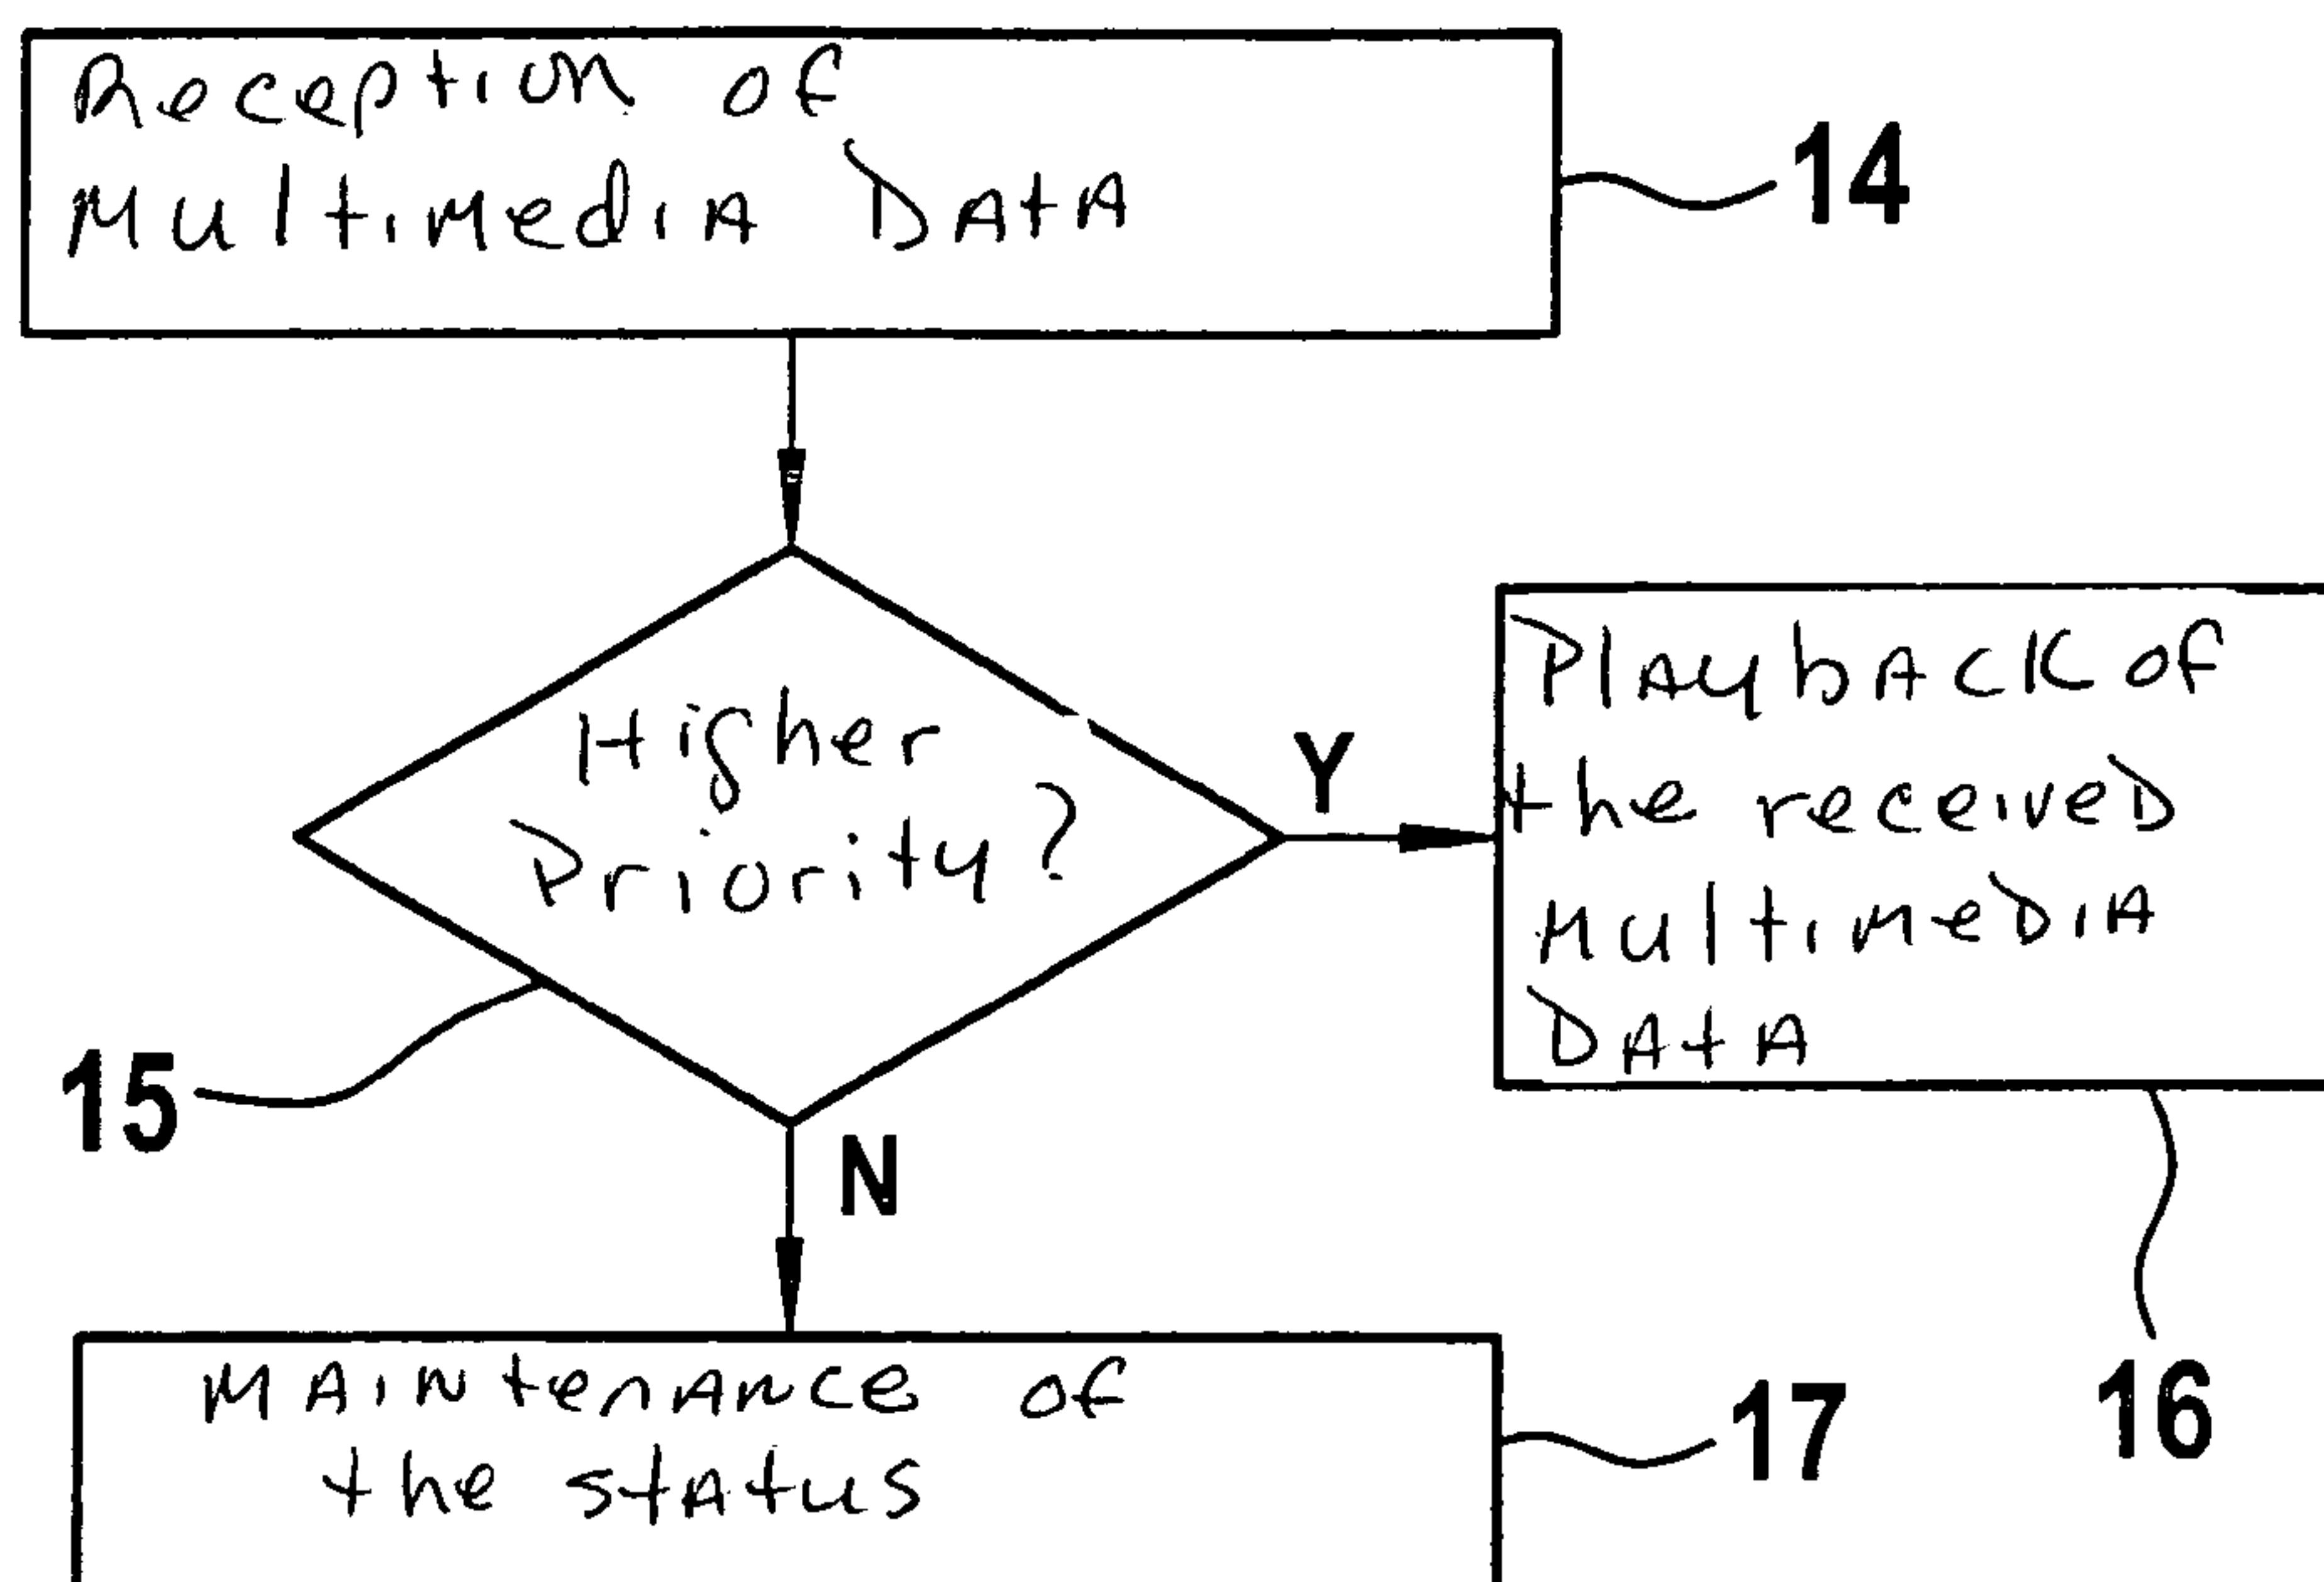 Reception of
Multimedia Data
14
Higher
Priority?
Y
Playback of
the received
multimedia
Data
15
N
Maintenance of
the status
17
16